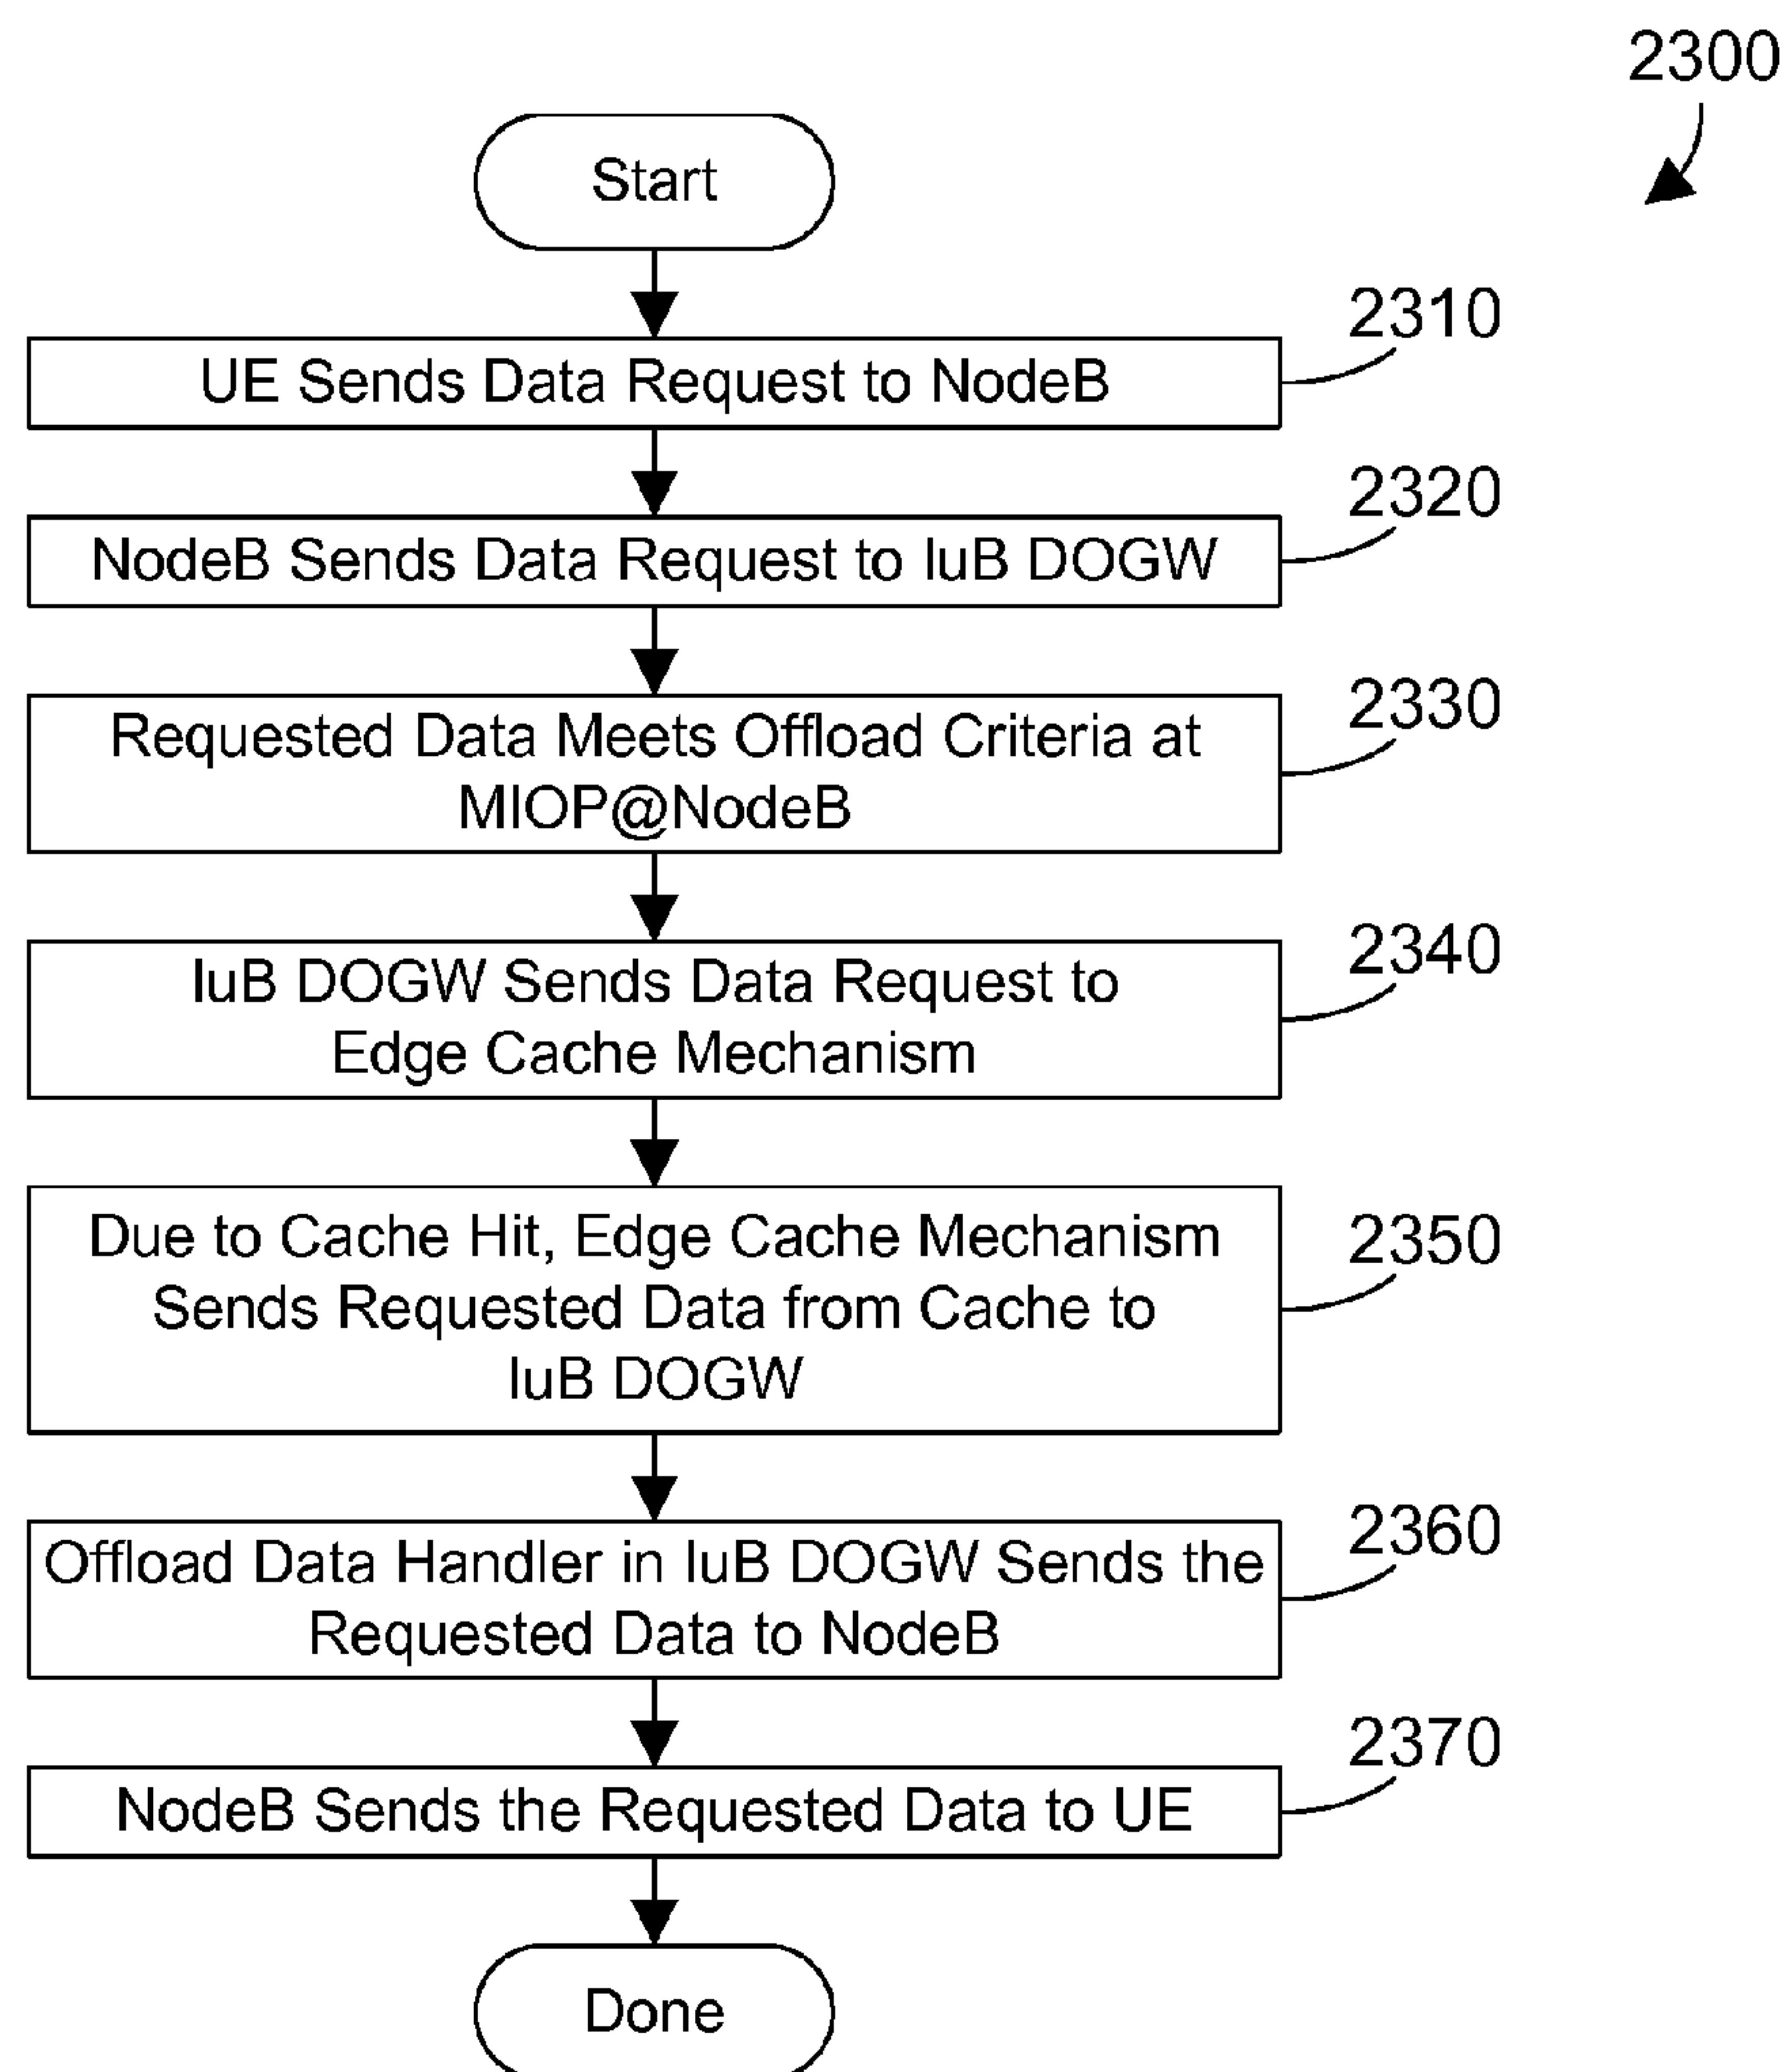 2300
Start
2310
UE Sends Data Request to NodeB
2320
NodeB Sends Data Request to IuB DOGW
2330
Requested Data Meets Offload Criteria at
MIOP@NodeB
2340
IuB DOGW Sends Data Request to
Edge Cache Mechanism
2350
Due to Cache Hit, Edge Cache Mechanism
Sends Requested Data from Cache to
IuB DOGW
2360
Offload Data Handler in IuB DOGW Sends the
Requested Data to NodeB
2370
NodeB Sends the Requested Data to UE
Done